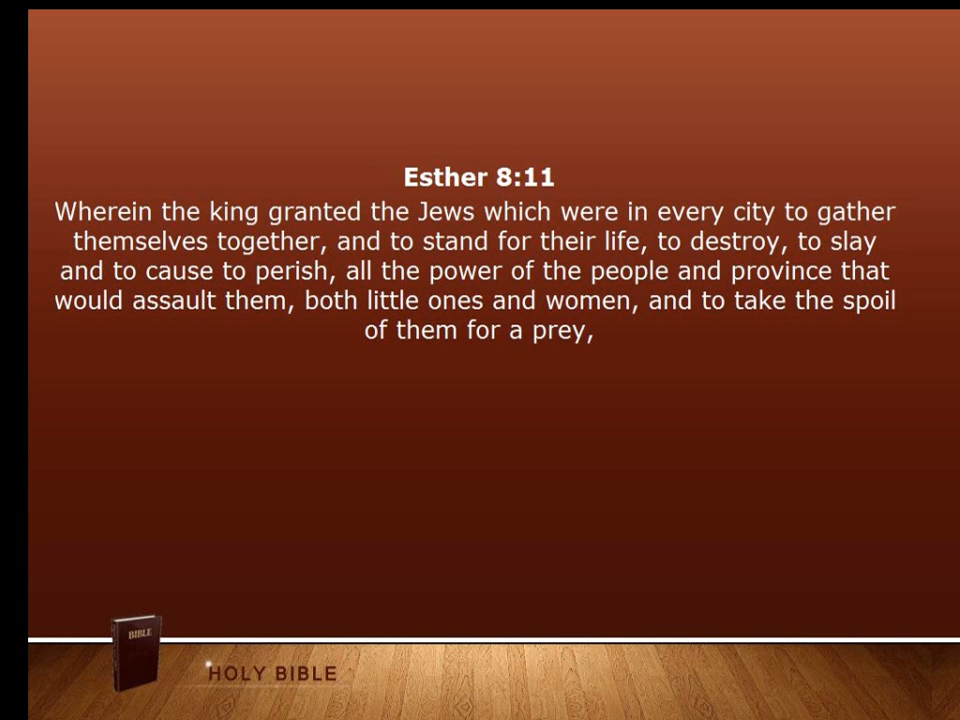 Esther 8:11
Wherein the king granted the Jews which were in every city to gather
themselves together, and to stand for their life, to destroy, to slay
and to cause to perish, all the power of the people and province that
would assault them, both little ones and women, and to take the spoil
of them for a prey,
BIBLE
HOLY BIBLE